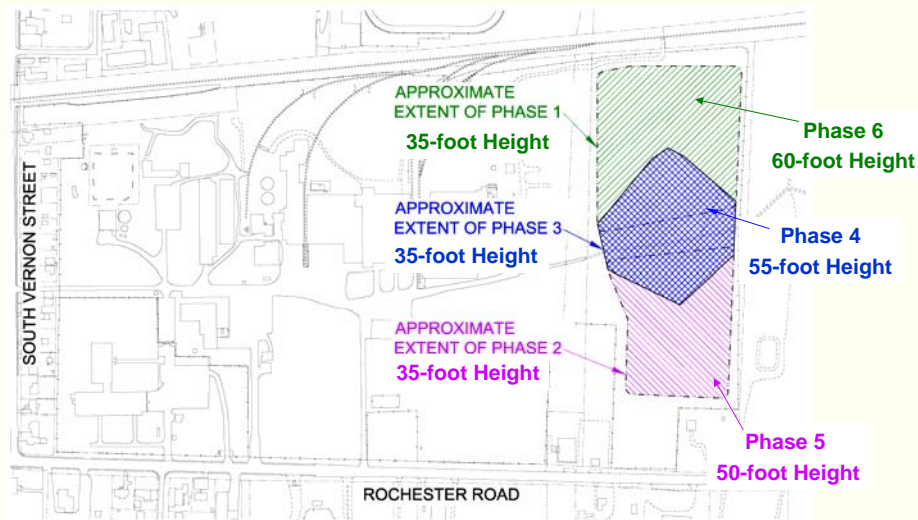 APPROXIMATE
EXTENT OF PHASE 1
35-foot Height
Phase 6
60-foot Height
SOUTH VERNON STREET
APPROXIMATE
EXTENT OF PHASE 3
35-foot Height
Phase 4
55-foot Height
APPROXIMATE
EXTENT OF PHASE 2
35-foot Height
Phase 5
50-foot Height
ROCHESTER ROAD